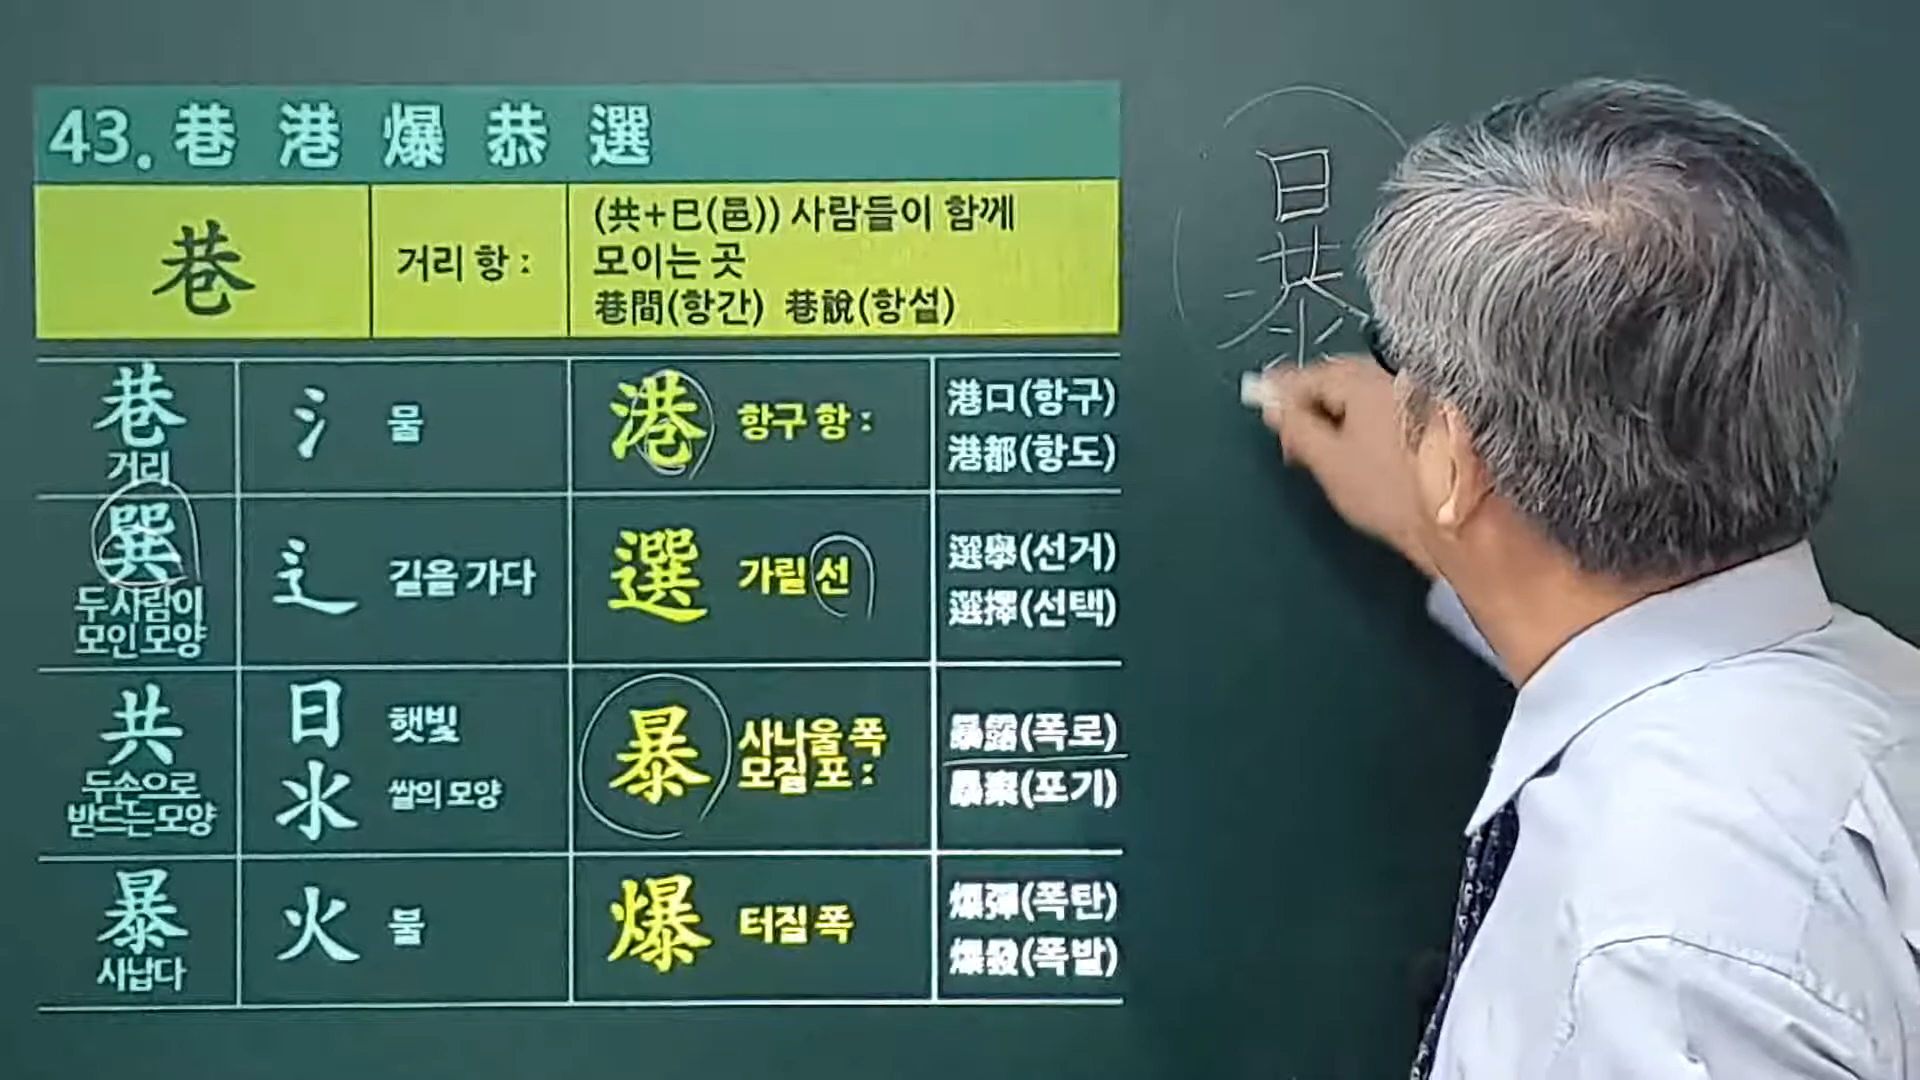 43. 巷 港 爆 恭 選
巷
거리 항 :
(共+巳(邑)) 사람들이 함께
모이는 곳
巷間(항간) 巷說(항설)
巷
거리
氵 물
港 항구 항 :
港口(항구)
港都(항도)
巽
두 사람이
모인 모양
辶 길을 가다
選 가릴 선
選擧(선거)
選擇(선택)
共
두손으로
받드는 모양
日 햇빛
氺 쌀의 모양
暴 사나울 폭
모질 포 :
暴露(폭로)
暴棄(포기)
暴
사납다
火 불
爆 터질 폭
爆彈(폭탄)
爆發(폭발)
暴